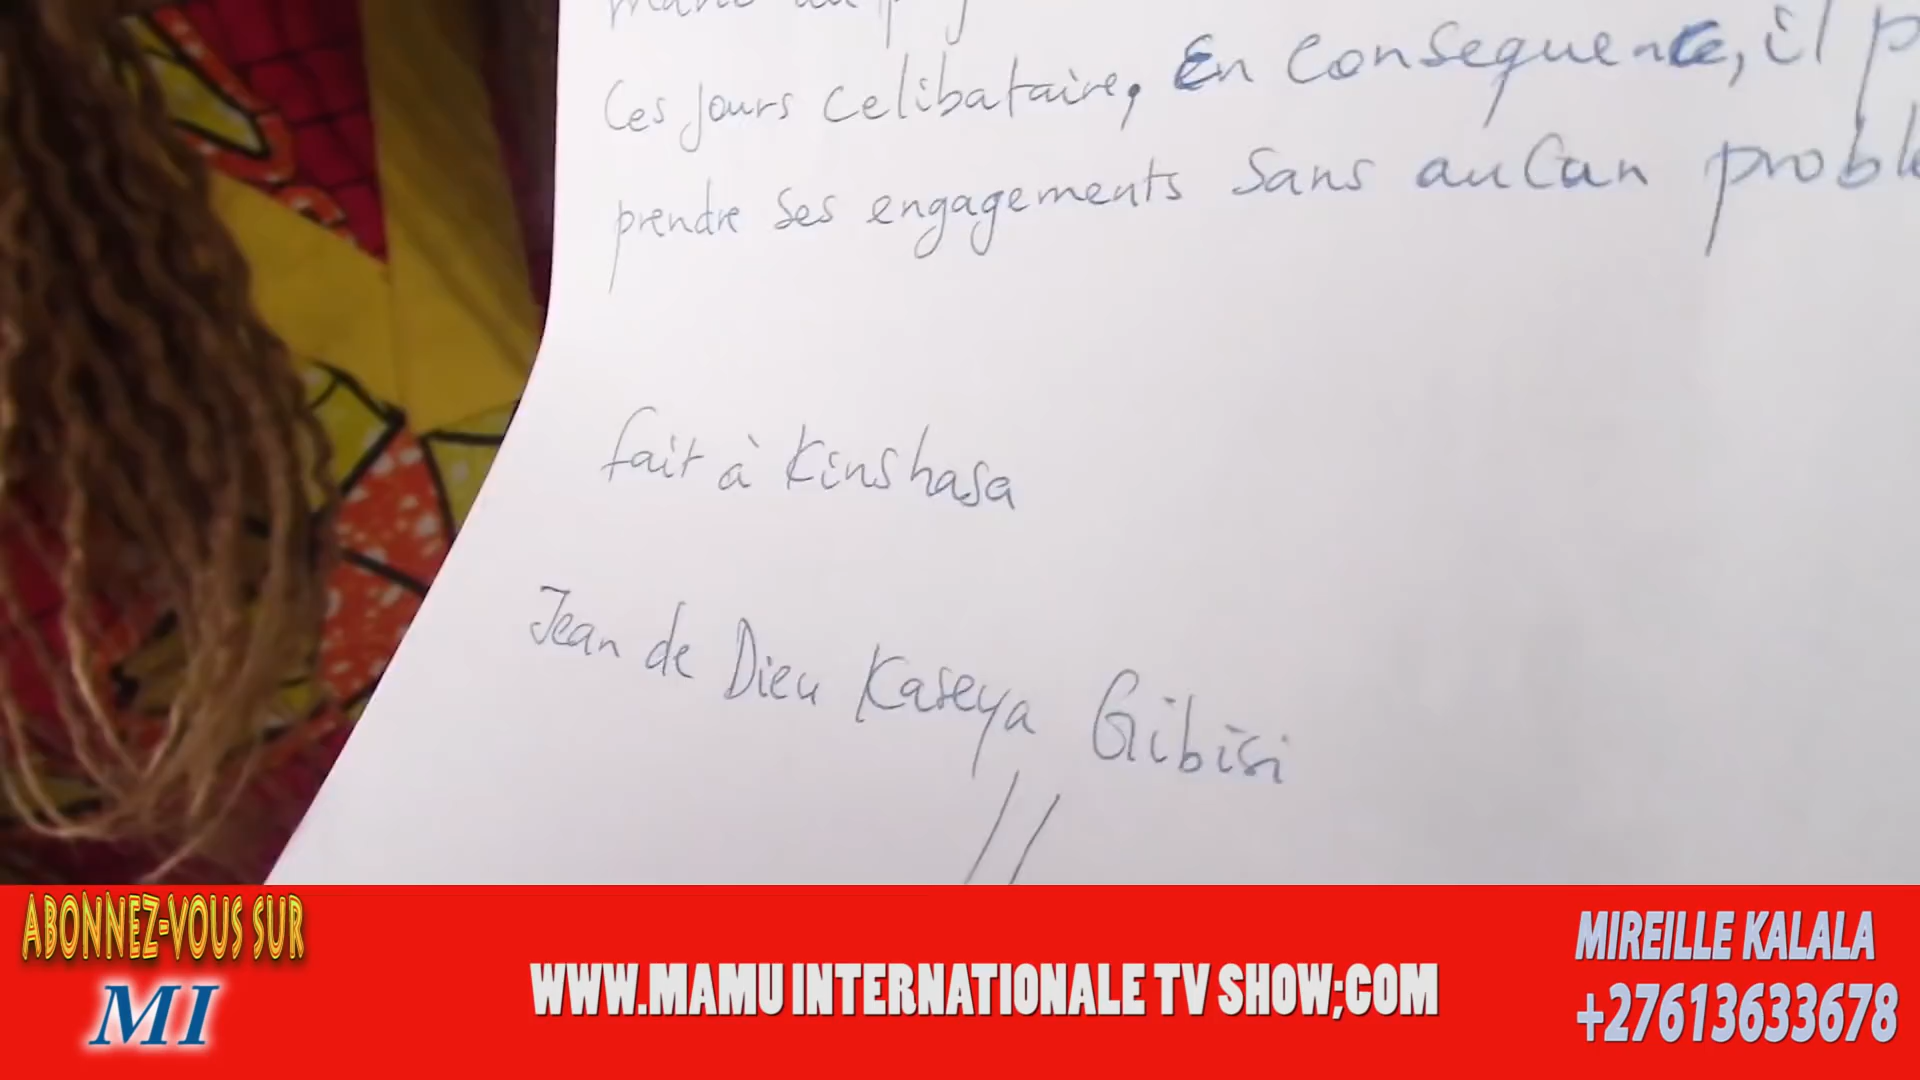 Ces jours celibataire, En consequence, il p
prendre ses engagements sans aucun proble
fait à Kinshasa
Jean de Dieu Kaseya Gibisi
ABONNEZ-VOUS SUR
MI
WWW.MAMU INTERNATIONALE TV SHOW;COM
MIREILLE KALALA
+27613633678